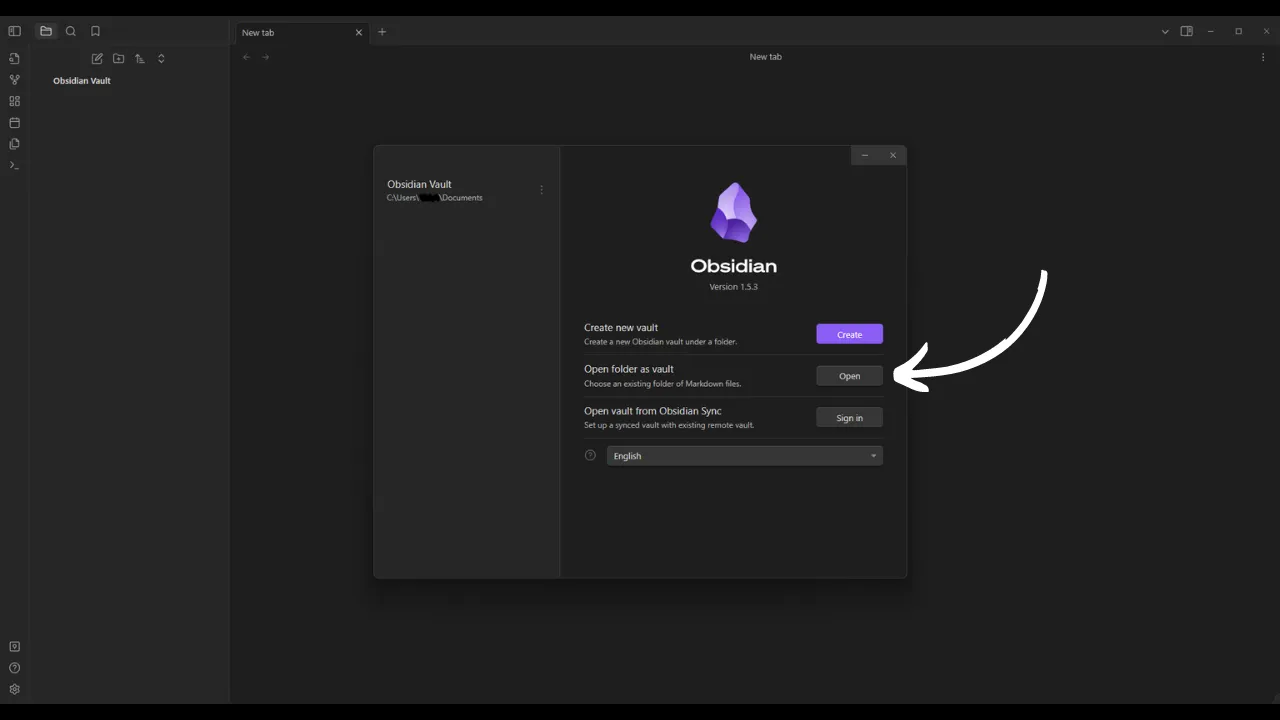 New tab
New tab
Obsidian Vault
Obsidian Vault
C:\Users\ \Documents
Obsidian
Version 1.5.3
Create new vault
Create a new Obsidian vault under a folder.
Create
Open folder as vault
Choose an existing folder of Markdown files.
Open
Open vault from Obsidian Sync
Set up a synced vault with existing remote vault.
Sign in
English